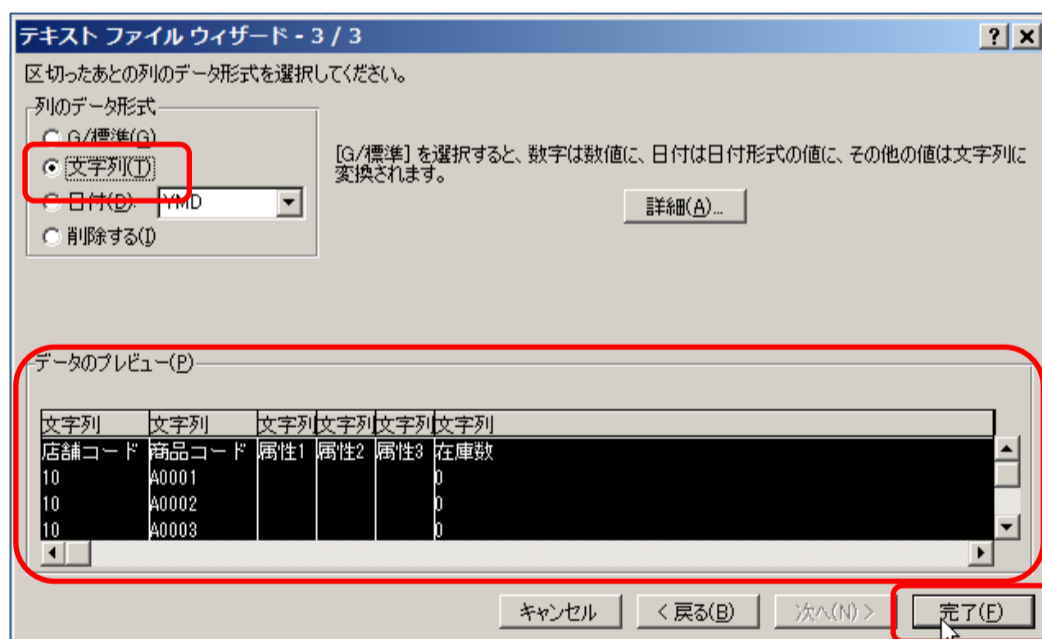 テキスト ファイル ウィザード - 3 / 3
区切ったあとの列のデータ形式を選択してください。
列のデータ形式
G/標準(G)
文字列(T)
日付(D): YMD
削除する(I)
[G/標準] を選択すると、数字は数値に、日付は日付形式の値に、その他の値は文字列に
変換されます。
詳細(A)...
データのプレビュー(P)
文字列 文字列 文字列 文字列 文字列 文字列
店舗コード 商品コード 属性1 属性2 属性3 在庫数
10 A0001 0
10 A0002 0
10 A0003 0
キャンセル < 戻る(B) 次へ(N) > 完了(F)